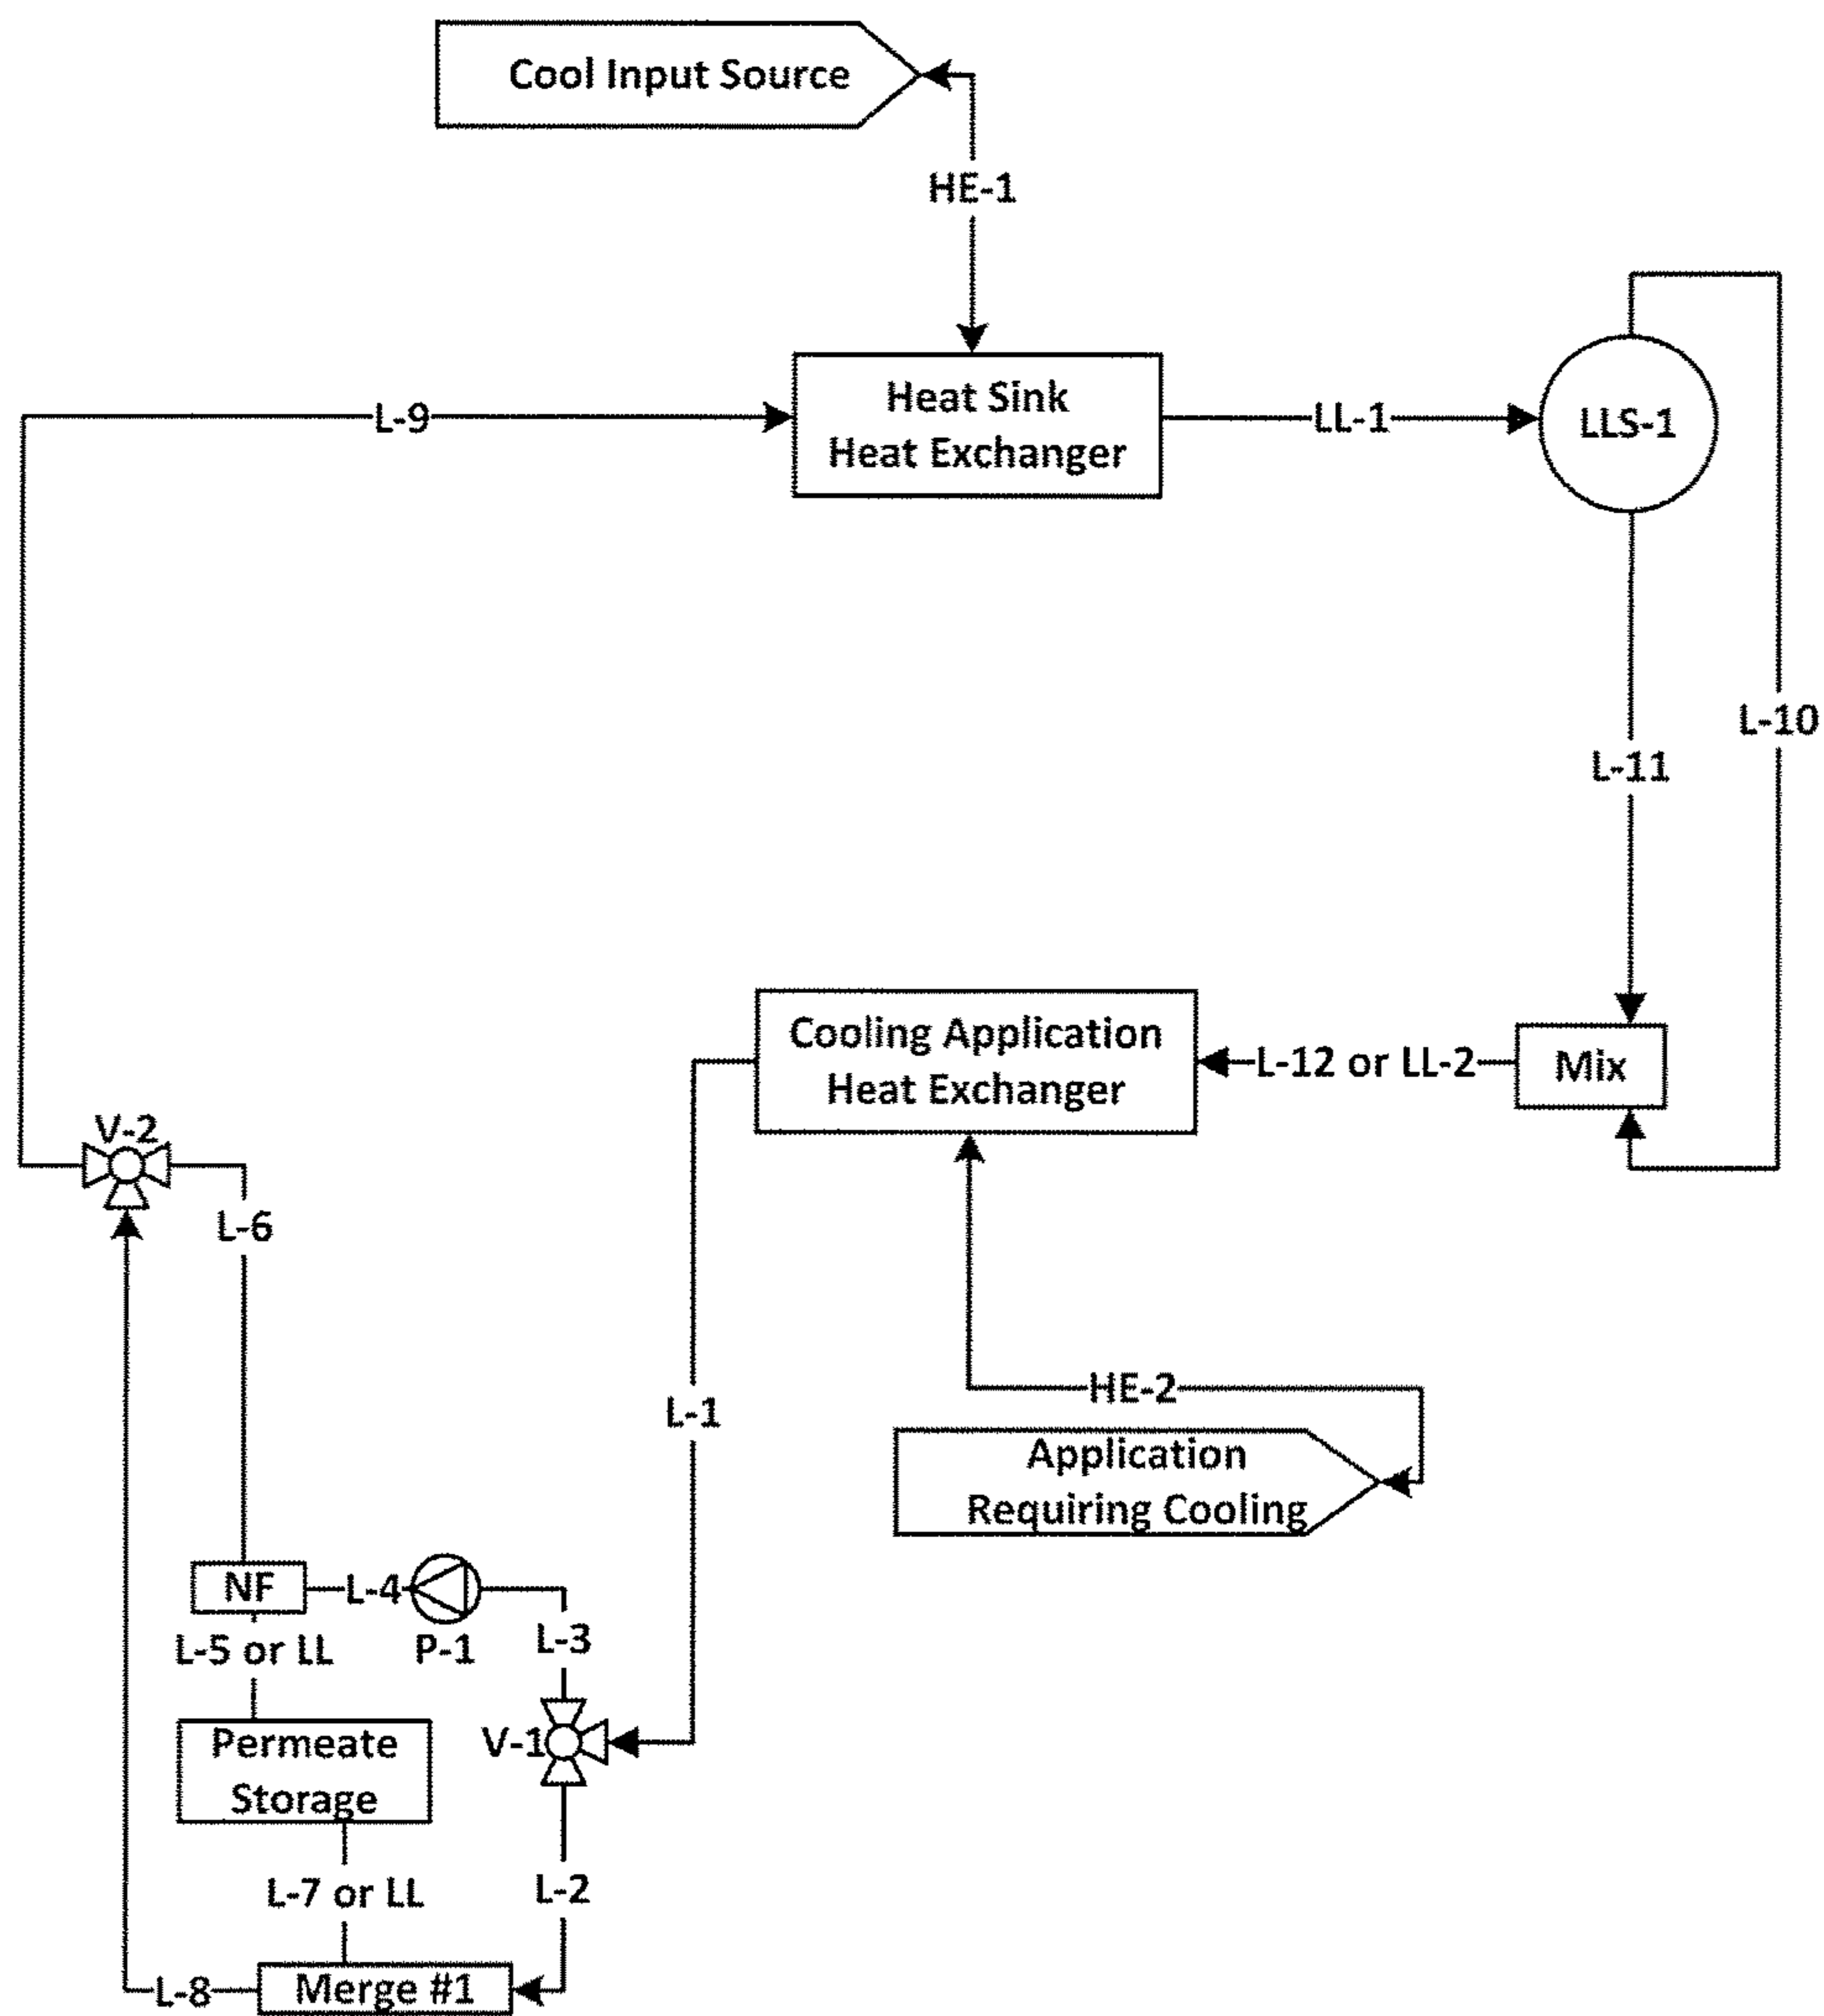 Cool Input Source
HE-1
Heat Sink
Heat Exchanger
L-9
LL-1
LLS-1
L-10
L-11
Cooling Application
Heat Exchanger
L-12 or LL-2
Mix
V-2
L-6
HE-2
L-1
Application
Requiring Cooling
NF
L-4
P-1
L-3
L-5 or LL
V-1
Permeate
Storage
L-7 or LL
L-2
L-8
Merge #1